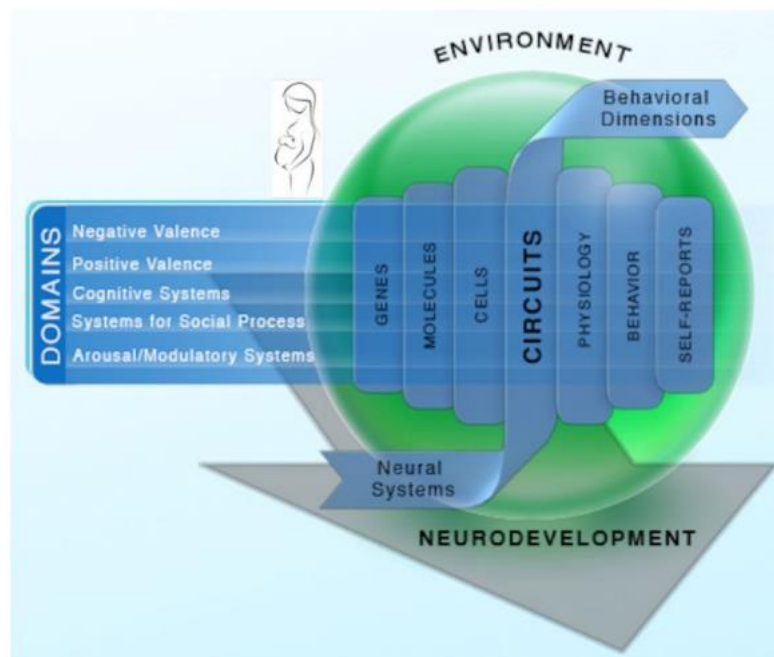 ENVIRONMENT
Behavioral
Dimensions
DOMAINS
Negative Valence
Positive Valence
Cognitive Systems
Systems for Social Process
Arousal/Modulatory Systems
GENES
MOLECULES
CELLS
CIRCUITS
PHYSIOLOGY
BEHAVIOR
SELF-REPORTS
Neural
Systems
NEURODEVELOPMENT